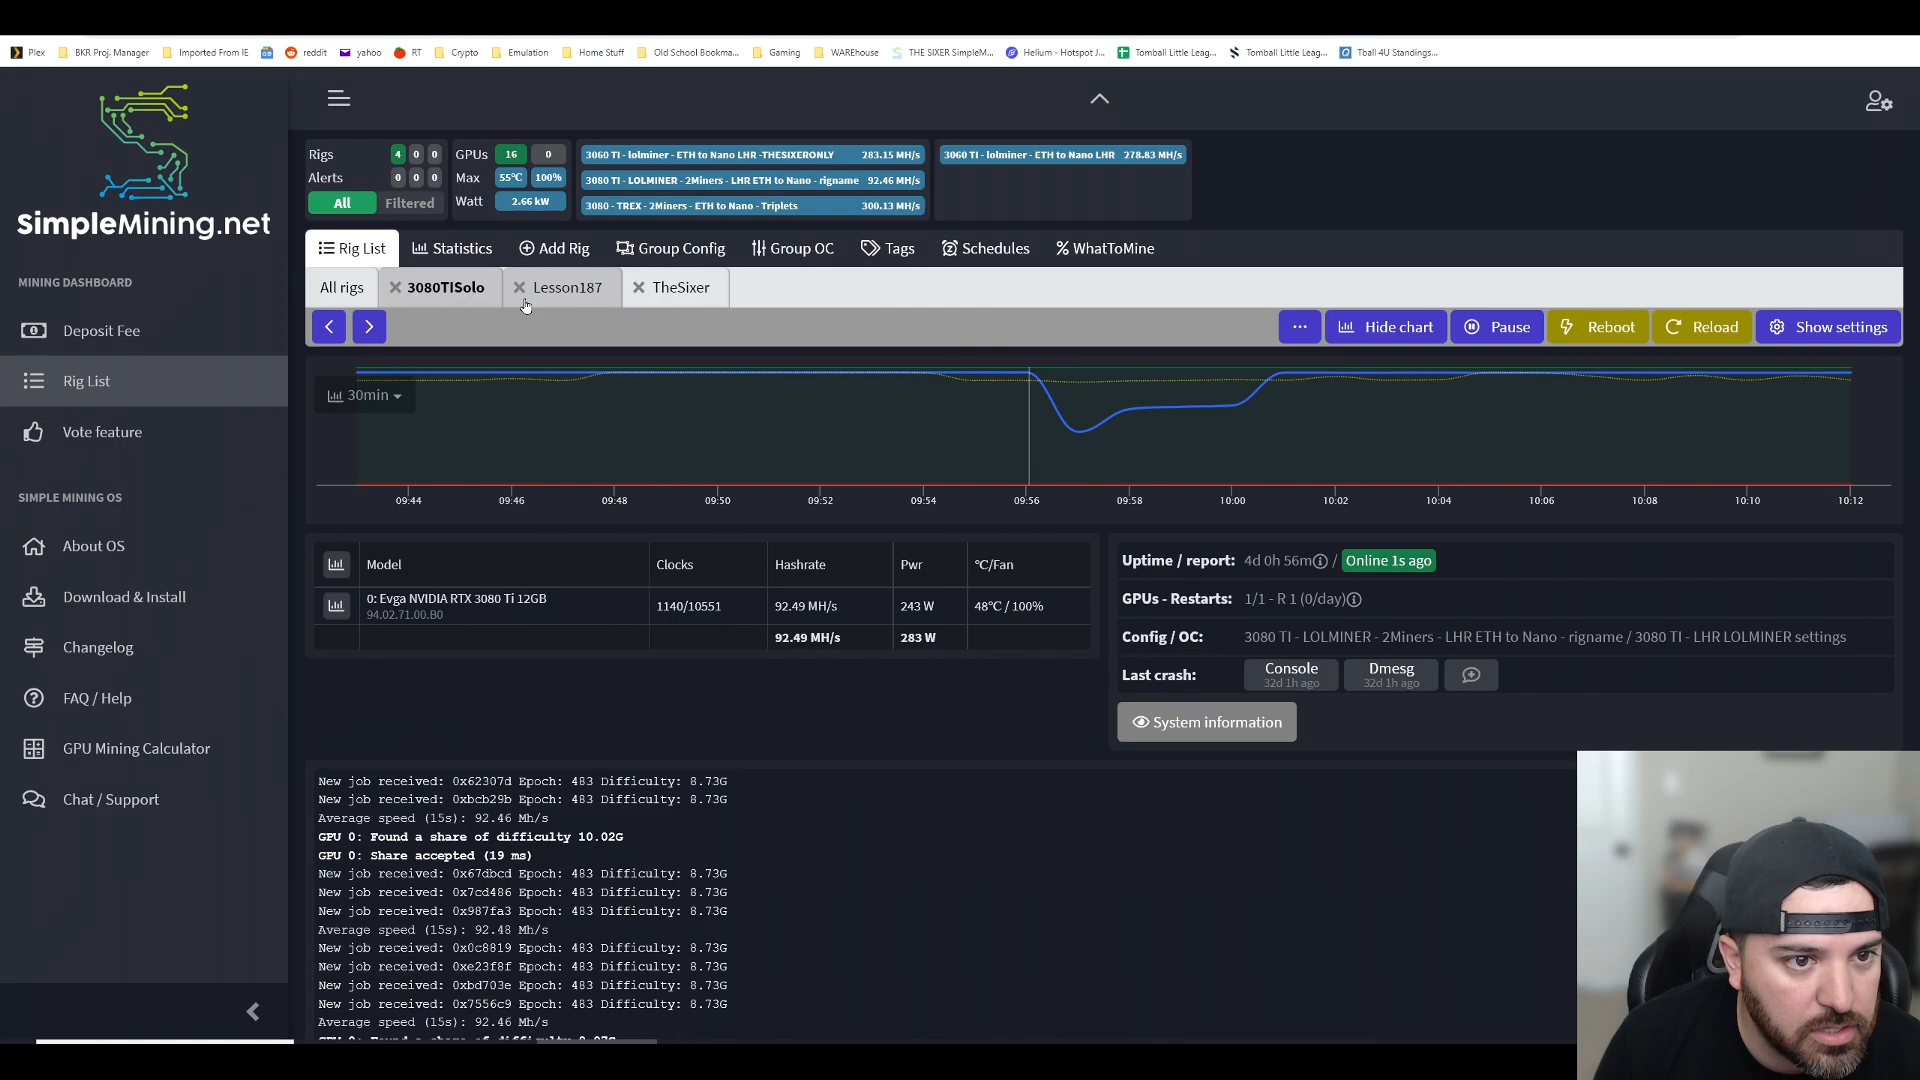 Plex
BKR Proj. Manager
Imported From IE
reddit
yahoo
RT
Crypto
Emulation
Home Stuff
Old School Bookma...
Gaming
WAREhouse
THE SIXER SimpleM...
Helium - Hotspot J...
Tomball Little Leag...
Tomball Little Leag...
Tball 4U Standings...
SimpleMining.net
MINING DASHBOARD
Deposit Fee
Rig List
Vote feature
SIMPLE MINING OS
About OS
Download & Install
Changelog
FAQ / Help
GPU Mining Calculator
Chat / Support
Rigs 4 0 0
Alerts 0 0 0
All Filtered
GPUs 16 0
Max 55°C 100%
Watt 2.66 kW
3060 TI - lolminer - ETH to Nano LHR -THESIXERONLY 283.15 MH/s
3080 TI - LOLMINER - 2Miners - LHR ETH to Nano - rigname 92.46 MH/s
3080 - TREX - 2Miners - ETH to Nano - Triplets 300.13 MH/s
3060 TI - lolminer - ETH to Nano LHR 278.83 MH/s
Rig List
Statistics
Add Rig
Group Config
Group OC
Tags
Schedules
WhatToMine
All rigs
3080TISolo
Lesson187
TheSixer
Hide chart
Pause
Reboot
Reload
Show settings
30min
09:44 09:46 09:48 09:50 09:52 09:54 09:56 09:58 10:00 10:02 10:04 10:06 10:08 10:10 10:12
Model Clocks Hashrate Pwr °C/Fan
0: Evga NVIDIA RTX 3080 Ti 12GB 1140/10551 92.49 MH/s 243 W 48°C / 100%
94.02.71.00.B0
92.49 MH/s 283 W
Uptime / report: 4d 0h 56m / Online 1s ago
GPUs - Restarts: 1/1 - R 1 (0/day)
Config / OC: 3080 TI - LOLMINER - 2Miners - LHR ETH to Nano - rigname / 3080 TI - LHR LOLMINER settings
Last crash: Console Dmesg
32d 1h ago 32d 1h ago
System information
New job received: 0x62307d Epoch: 483 Difficulty: 8.73G
New job received: 0xbcb29b Epoch: 483 Difficulty: 8.73G
Average speed (15s): 92.46 Mh/s
GPU 0: Found a share of difficulty 10.02G
GPU 0: Share accepted (19 ms)
New job received: 0x67dbcd Epoch: 483 Difficulty: 8.73G
New job received: 0x7cd486 Epoch: 483 Difficulty: 8.73G
New job received: 0x987fa3 Epoch: 483 Difficulty: 8.73G
Average speed (15s): 92.48 Mh/s
New job received: 0x0c8819 Epoch: 483 Difficulty: 8.73G
New job received: 0xe23f8f Epoch: 483 Difficulty: 8.73G
New job received: 0xbd703e Epoch: 483 Difficulty: 8.73G
New job received: 0x7556c9 Epoch: 483 Difficulty: 8.73G
Average speed (15s): 92.46 Mh/s